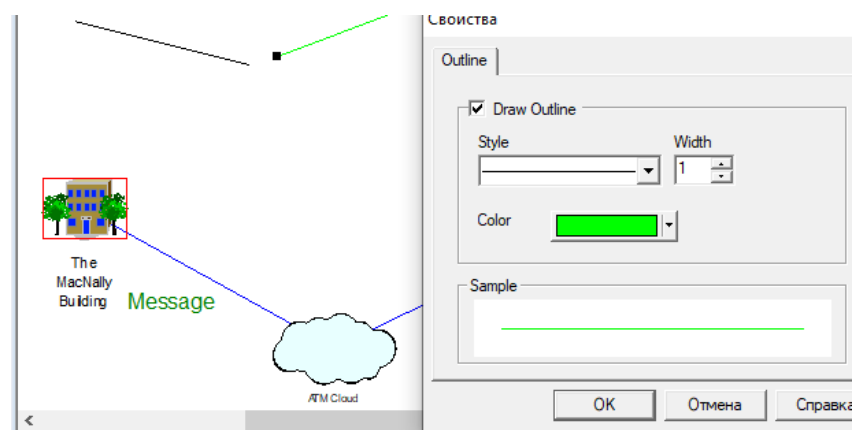 Свойства
Outline
Draw Outline
Style
Width
1
Color
Sample
The
MacNally
Building
Message
ATM Cloud
OK
Отмена
Справка